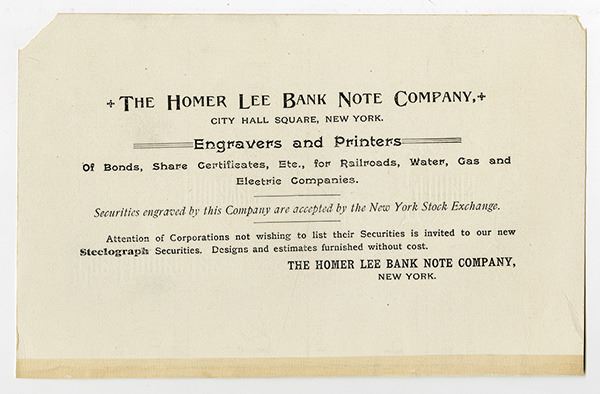 THE HOMER LEE BANK NOTE COMPANY,
CITY HALL SQUARE, NEW YORK.
Engravers and Printers
Of Bonds, Share Certificates, Etc., for Railroads, Water, Gas and
Electric Companies.
Securities engraved by this Company are accepted by the New York Stock Exchange.
Attention of Corporations not wishing to list their Securities is invited to our new
Steelograph Securities. Designs and estimates furnished without cost.
THE HOMER LEE BANK NOTE COMPANY,
NEW YORK.